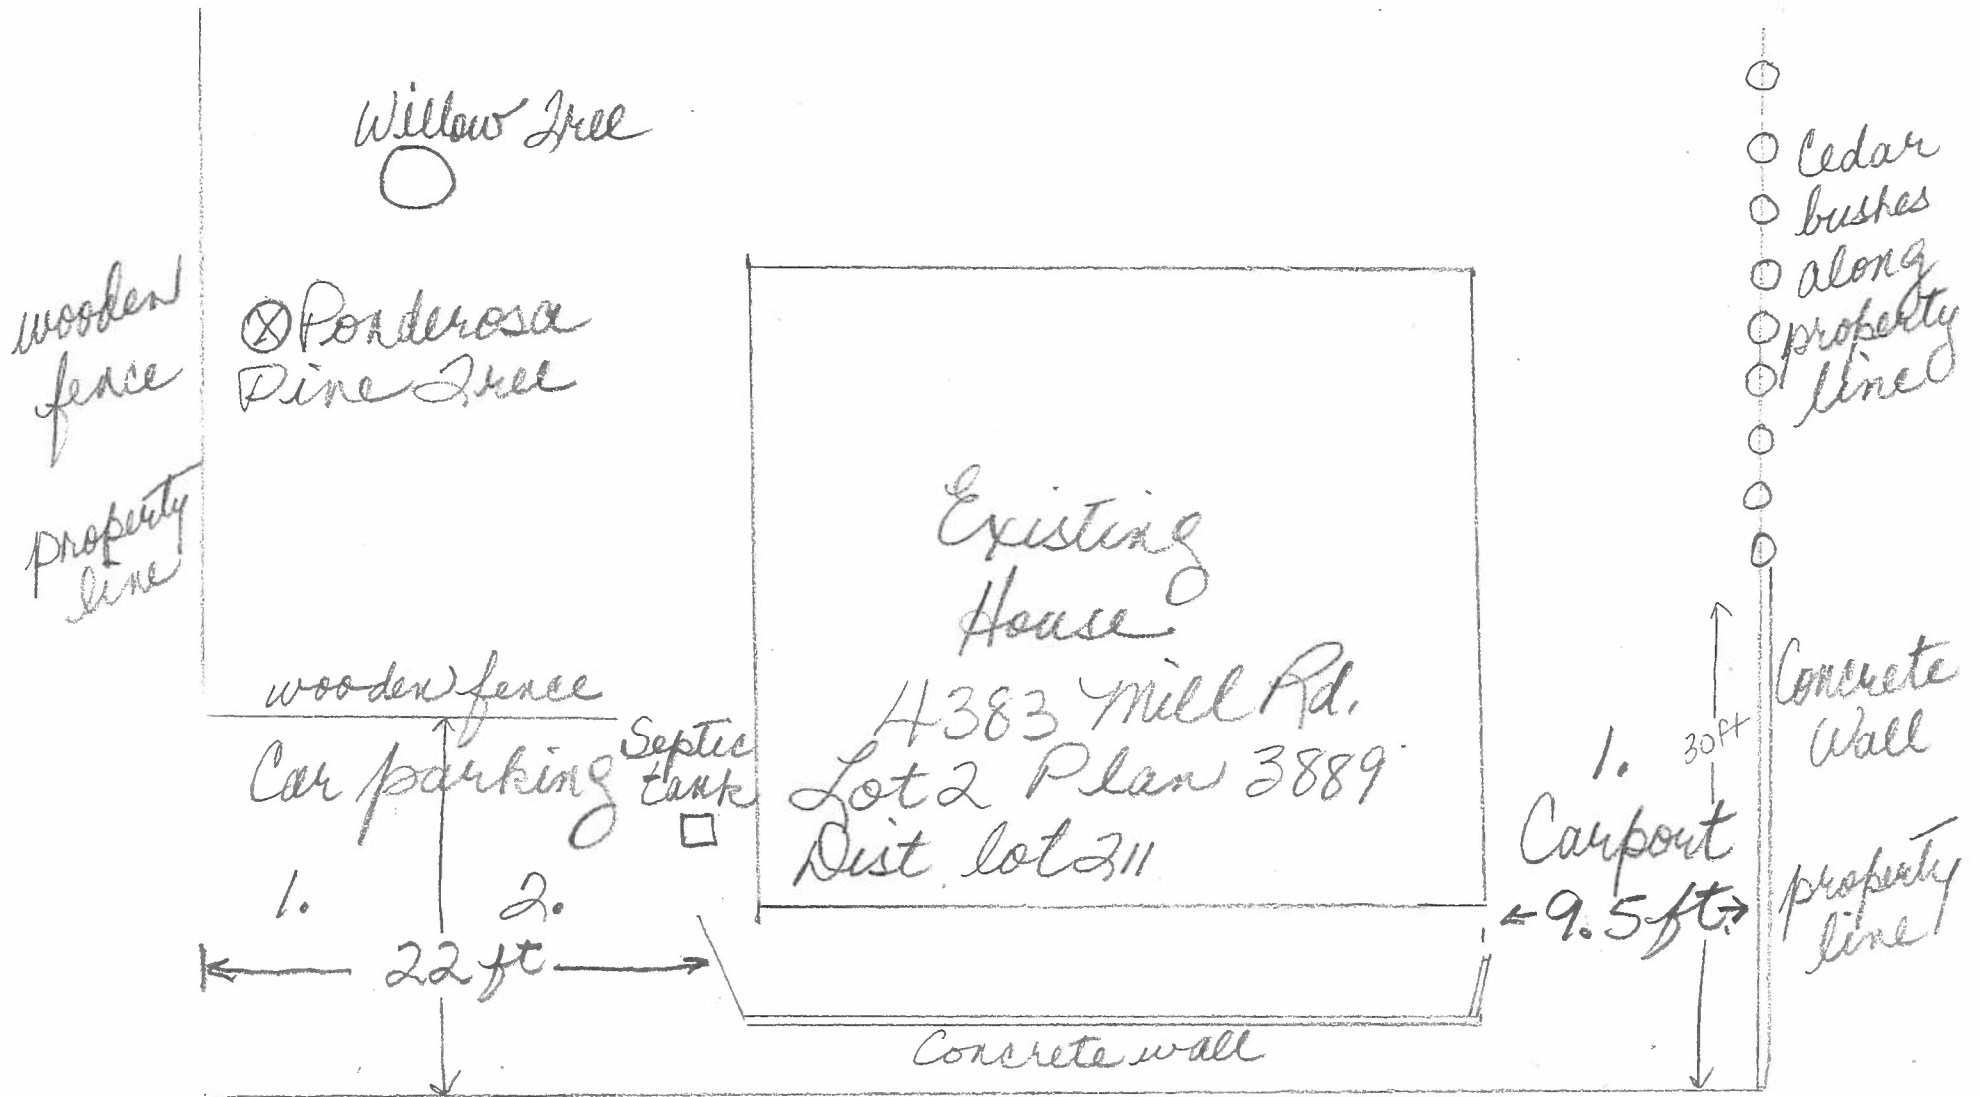 Willow Tree
wooden
fence
Ponderosa
Pine Tree
property
line
wooden fence
Car parking
1. 2.
22 ft
Septic
tank
Existing
House
4383 Mill Rd.
Lot 2 Plan 3889
Dist lot 211
Concrete wall
1.
30 ft
Carport
9.5 ft.
Cedar
bushes
along
property
line
Concrete
Wall
property
line